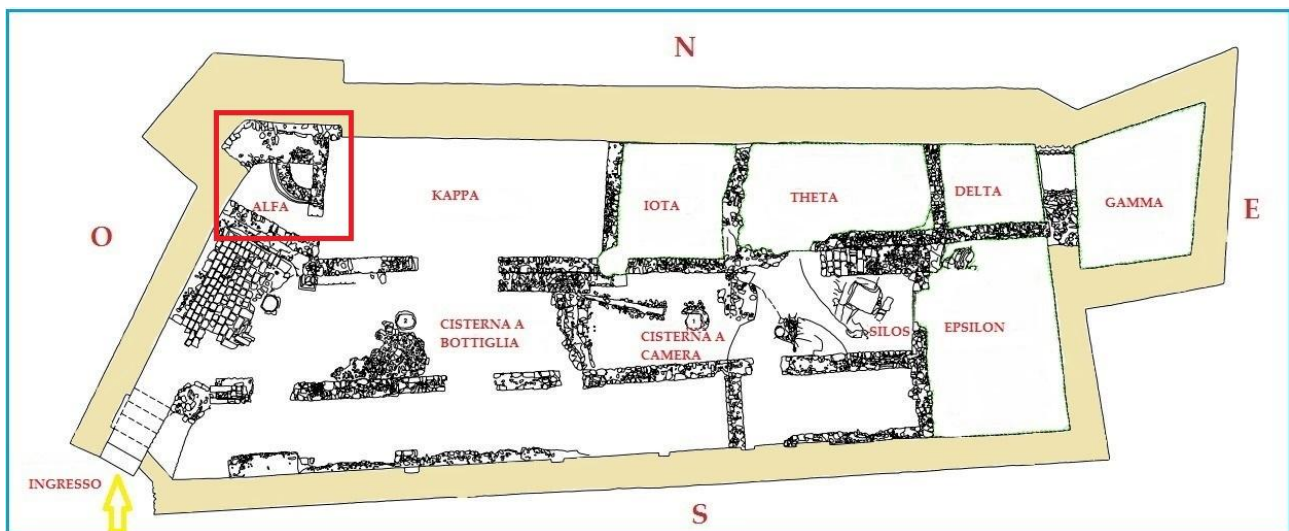 N
O
ALFA
KAPPA
IOTA
THETA
DELTA
GAMMA
E
CISTERNA A
BOTTIGLIA
CISTERNA A
CAMERA
SILOS
EPSILON
INGRESSO
S